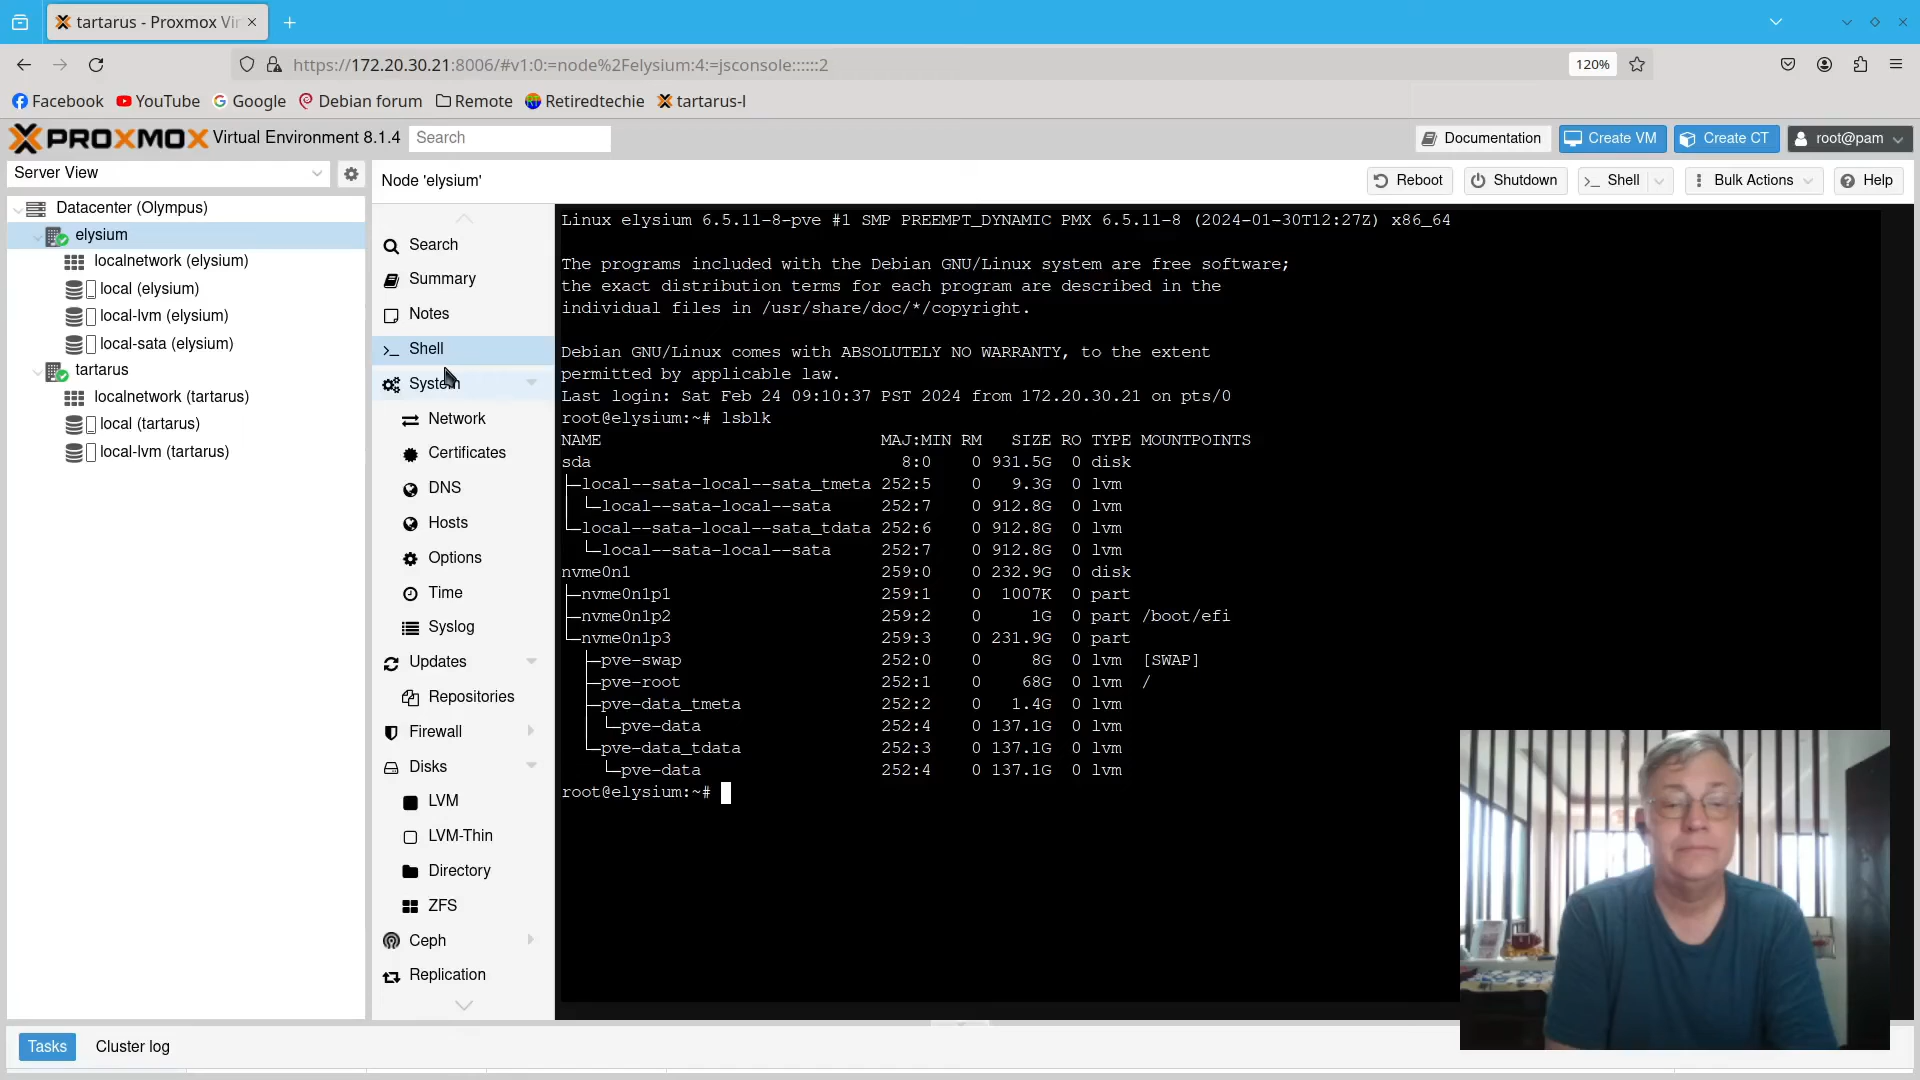 tartarus - Proxmox Vir
https://172.20.30.21:8006/#v1:0:=node%2Felysium:4:=jsconsole::::::2
120%
Facebook YouTube Google Debian forum Remote Retiredtechie tartarus-l
PROXMOX Virtual Environment 8.1.4 Search Documentation Create VM Create CT root@pam
Server View
Node 'elysium' Reboot Shutdown Shell Bulk Actions Help
Datacenter (Olympus)
elysium
localnetwork (elysium)
local (elysium)
local-lvm (elysium)
local-sata (elysium)
tartarus
localnetwork (tartarus)
local (tartarus)
local-lvm (tartarus)
Search
Summary
Notes
Shell
System
Network
Certificates
DNS
Hosts
Options
Time
Syslog
Updates
Repositories
Firewall
Disks
LVM
LVM-Thin
Directory
ZFS
Ceph
Replication
Linux elysium 6.5.11-8-pve #1 SMP PREEMPT_DYNAMIC PMX 6.5.11-8 (2024-01-30T12:27Z) x86_64
The programs included with the Debian GNU/Linux system are free software;
the exact distribution terms for each program are described in the
individual files in /usr/share/doc/*/copyright.
Debian GNU/Linux comes with ABSOLUTELY NO WARRANTY, to the extent
permitted by applicable law.
Last login: Sat Feb 24 09:10:37 PST 2024 from 172.20.30.21 on pts/0
root@elysium:~# lsblk
NAME MAJ:MIN RM SIZE RO TYPE MOUNTPOINTS
sda 8:0 0 931.5G 0 disk
├─local--sata-local--sata_tmeta 252:5 0 9.3G 0 lvm
│ └─local--sata-local--sata 252:7 0 912.8G 0 lvm
└─local--sata-local--sata_tdata 252:6 0 912.8G 0 lvm
└─local--sata-local--sata 252:7 0 912.8G 0 lvm
nvme0n1 259:0 0 232.9G 0 disk
├─nvme0n1p1 259:1 0 1007K 0 part
├─nvme0n1p2 259:2 0 1G 0 part /boot/efi
└─nvme0n1p3 259:3 0 231.9G 0 part
├─pve-swap 252:0 0 8G 0 lvm [SWAP]
├─pve-root 252:1 0 68G 0 lvm /
├─pve-data_tmeta 252:2 0 1.4G 0 lvm
│ └─pve-data 252:4 0 137.1G 0 lvm
└─pve-data_tdata 252:3 0 137.1G 0 lvm
└─pve-data 252:4 0 137.1G 0 lvm
root@elysium:~#
Tasks Cluster log